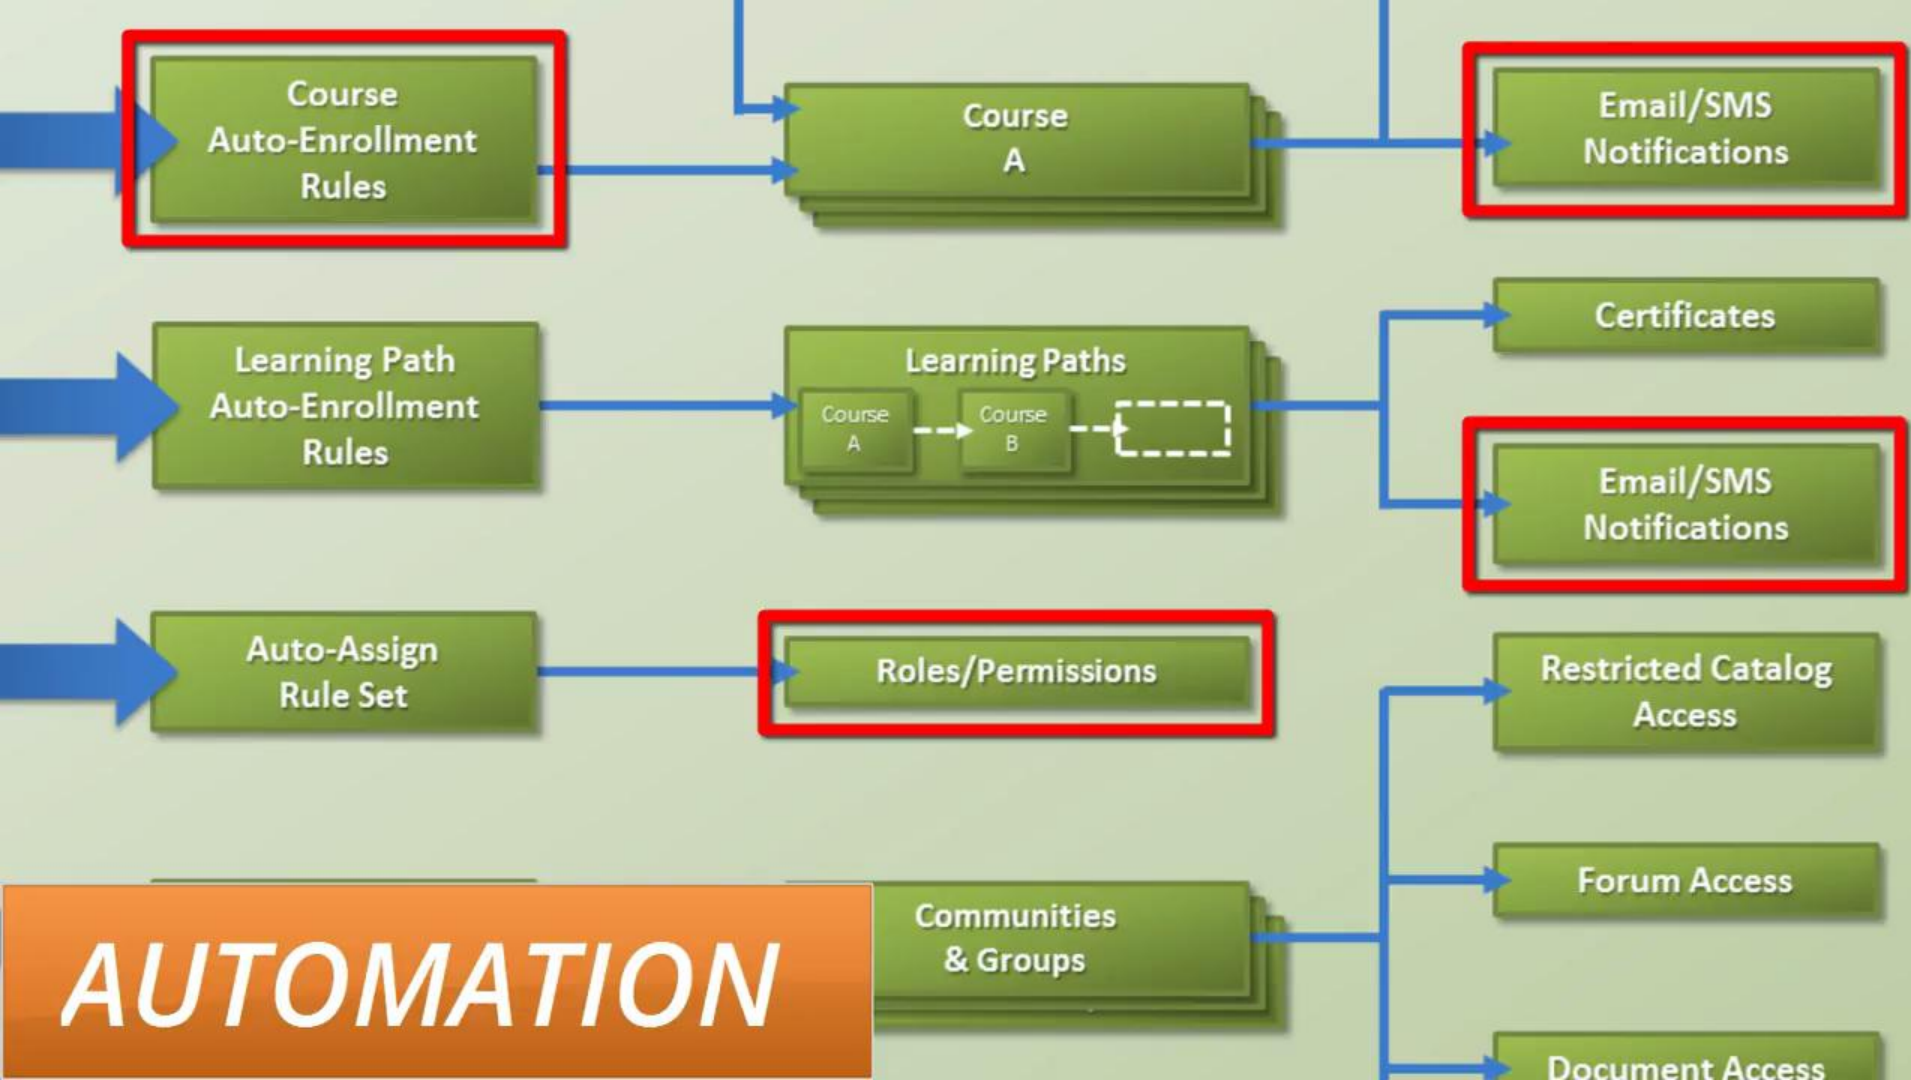 Course
Auto-Enrollment
Rules
Course
A
Email/SMS
Notifications
Certificates
Learning Path
Auto-Enrollment
Rules
Learning Paths
Course
A
Course
B
Email/SMS
Notifications
Auto-Assign
Rule Set
Roles/Permissions
Restricted Catalog
Access
Forum Access
Communities
& Groups
AUTOMATION
Document Access